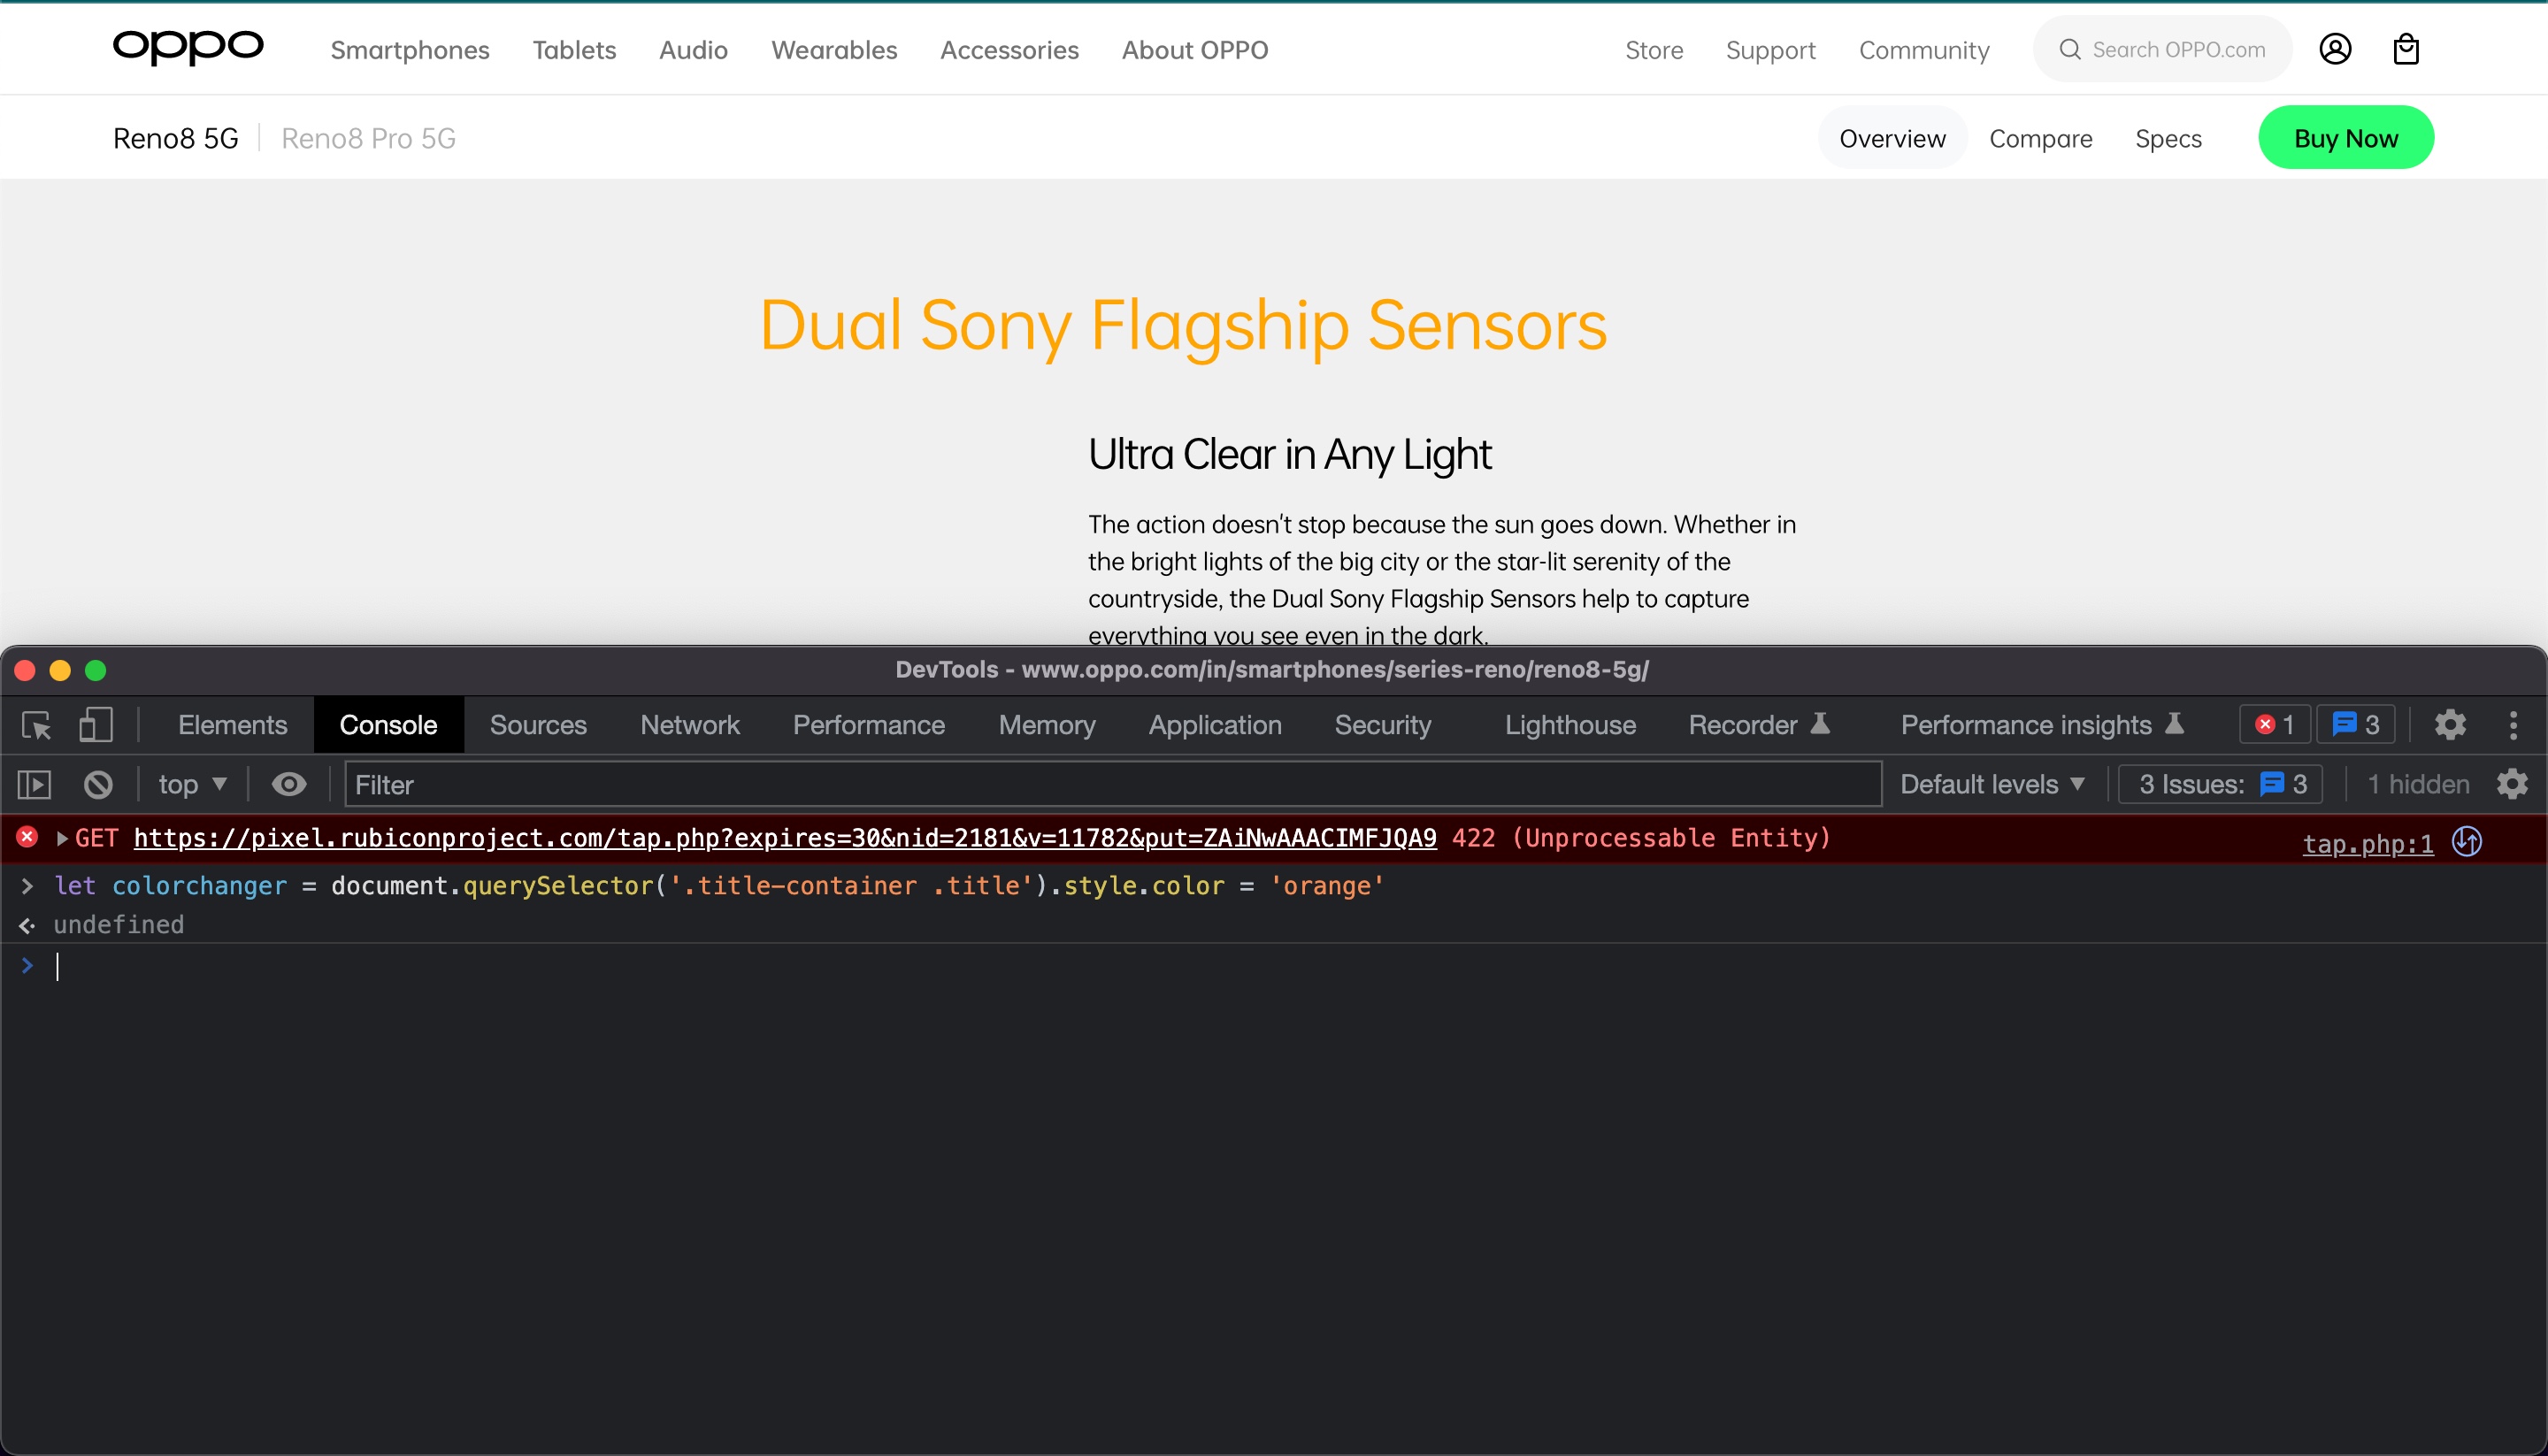 oppo Smartphones Tablets Audio Wearables Accessories About OPPO Store Support Community Search OPPO.com
Reno8 5G Reno8 Pro 5G Overview Compare Specs Buy Now
Dual Sony Flagship Sensors
Ultra Clear in Any Light
The action doesn't stop because the sun goes down. Whether in
the bright lights of the big city or the star-lit serenity of the
countryside, the Dual Sony Flagship Sensors help to capture
everything you see even in the dark.
DevTools - www.oppo.com/in/smartphones/series-reno/reno8-5g/
Elements Console Sources Network Performance Memory Application Security Lighthouse Recorder Performance insights 1 3
top Filter Default levels 3 Issues: 3 1 hidden
GET https://pixel.rubiconproject.com/tap.php?expires=30&nid=2181&v=11782&put=ZAiNwAAACIMFJQA9 422 (Unprocessable Entity) tap.php:1
> let colorchanger = document.querySelector('.title-container .title').style.color = 'orange'
undefined
>